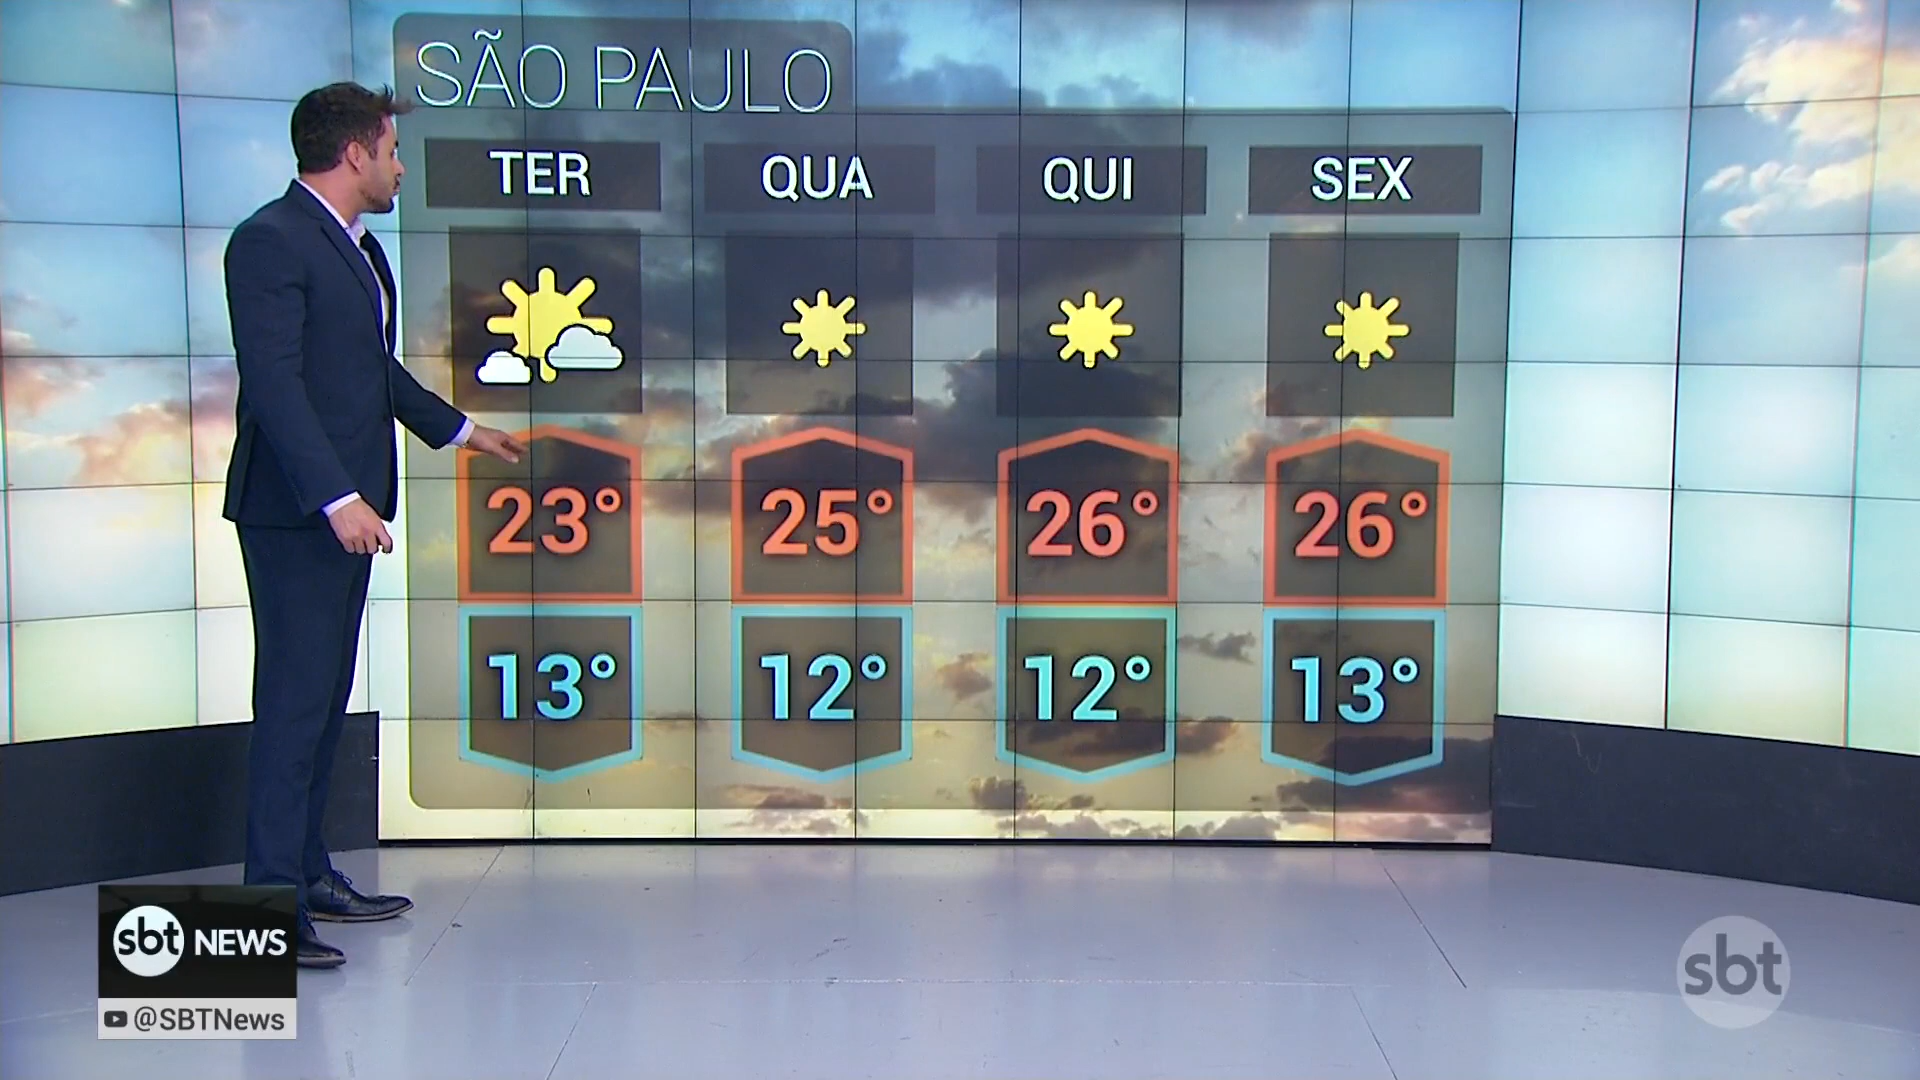 SÃO PAULO
TER QUA QUI SEX
23° 25° 26° 26°
13° 12° 12° 13°
sbt NEWS
@SBTNews
sbt